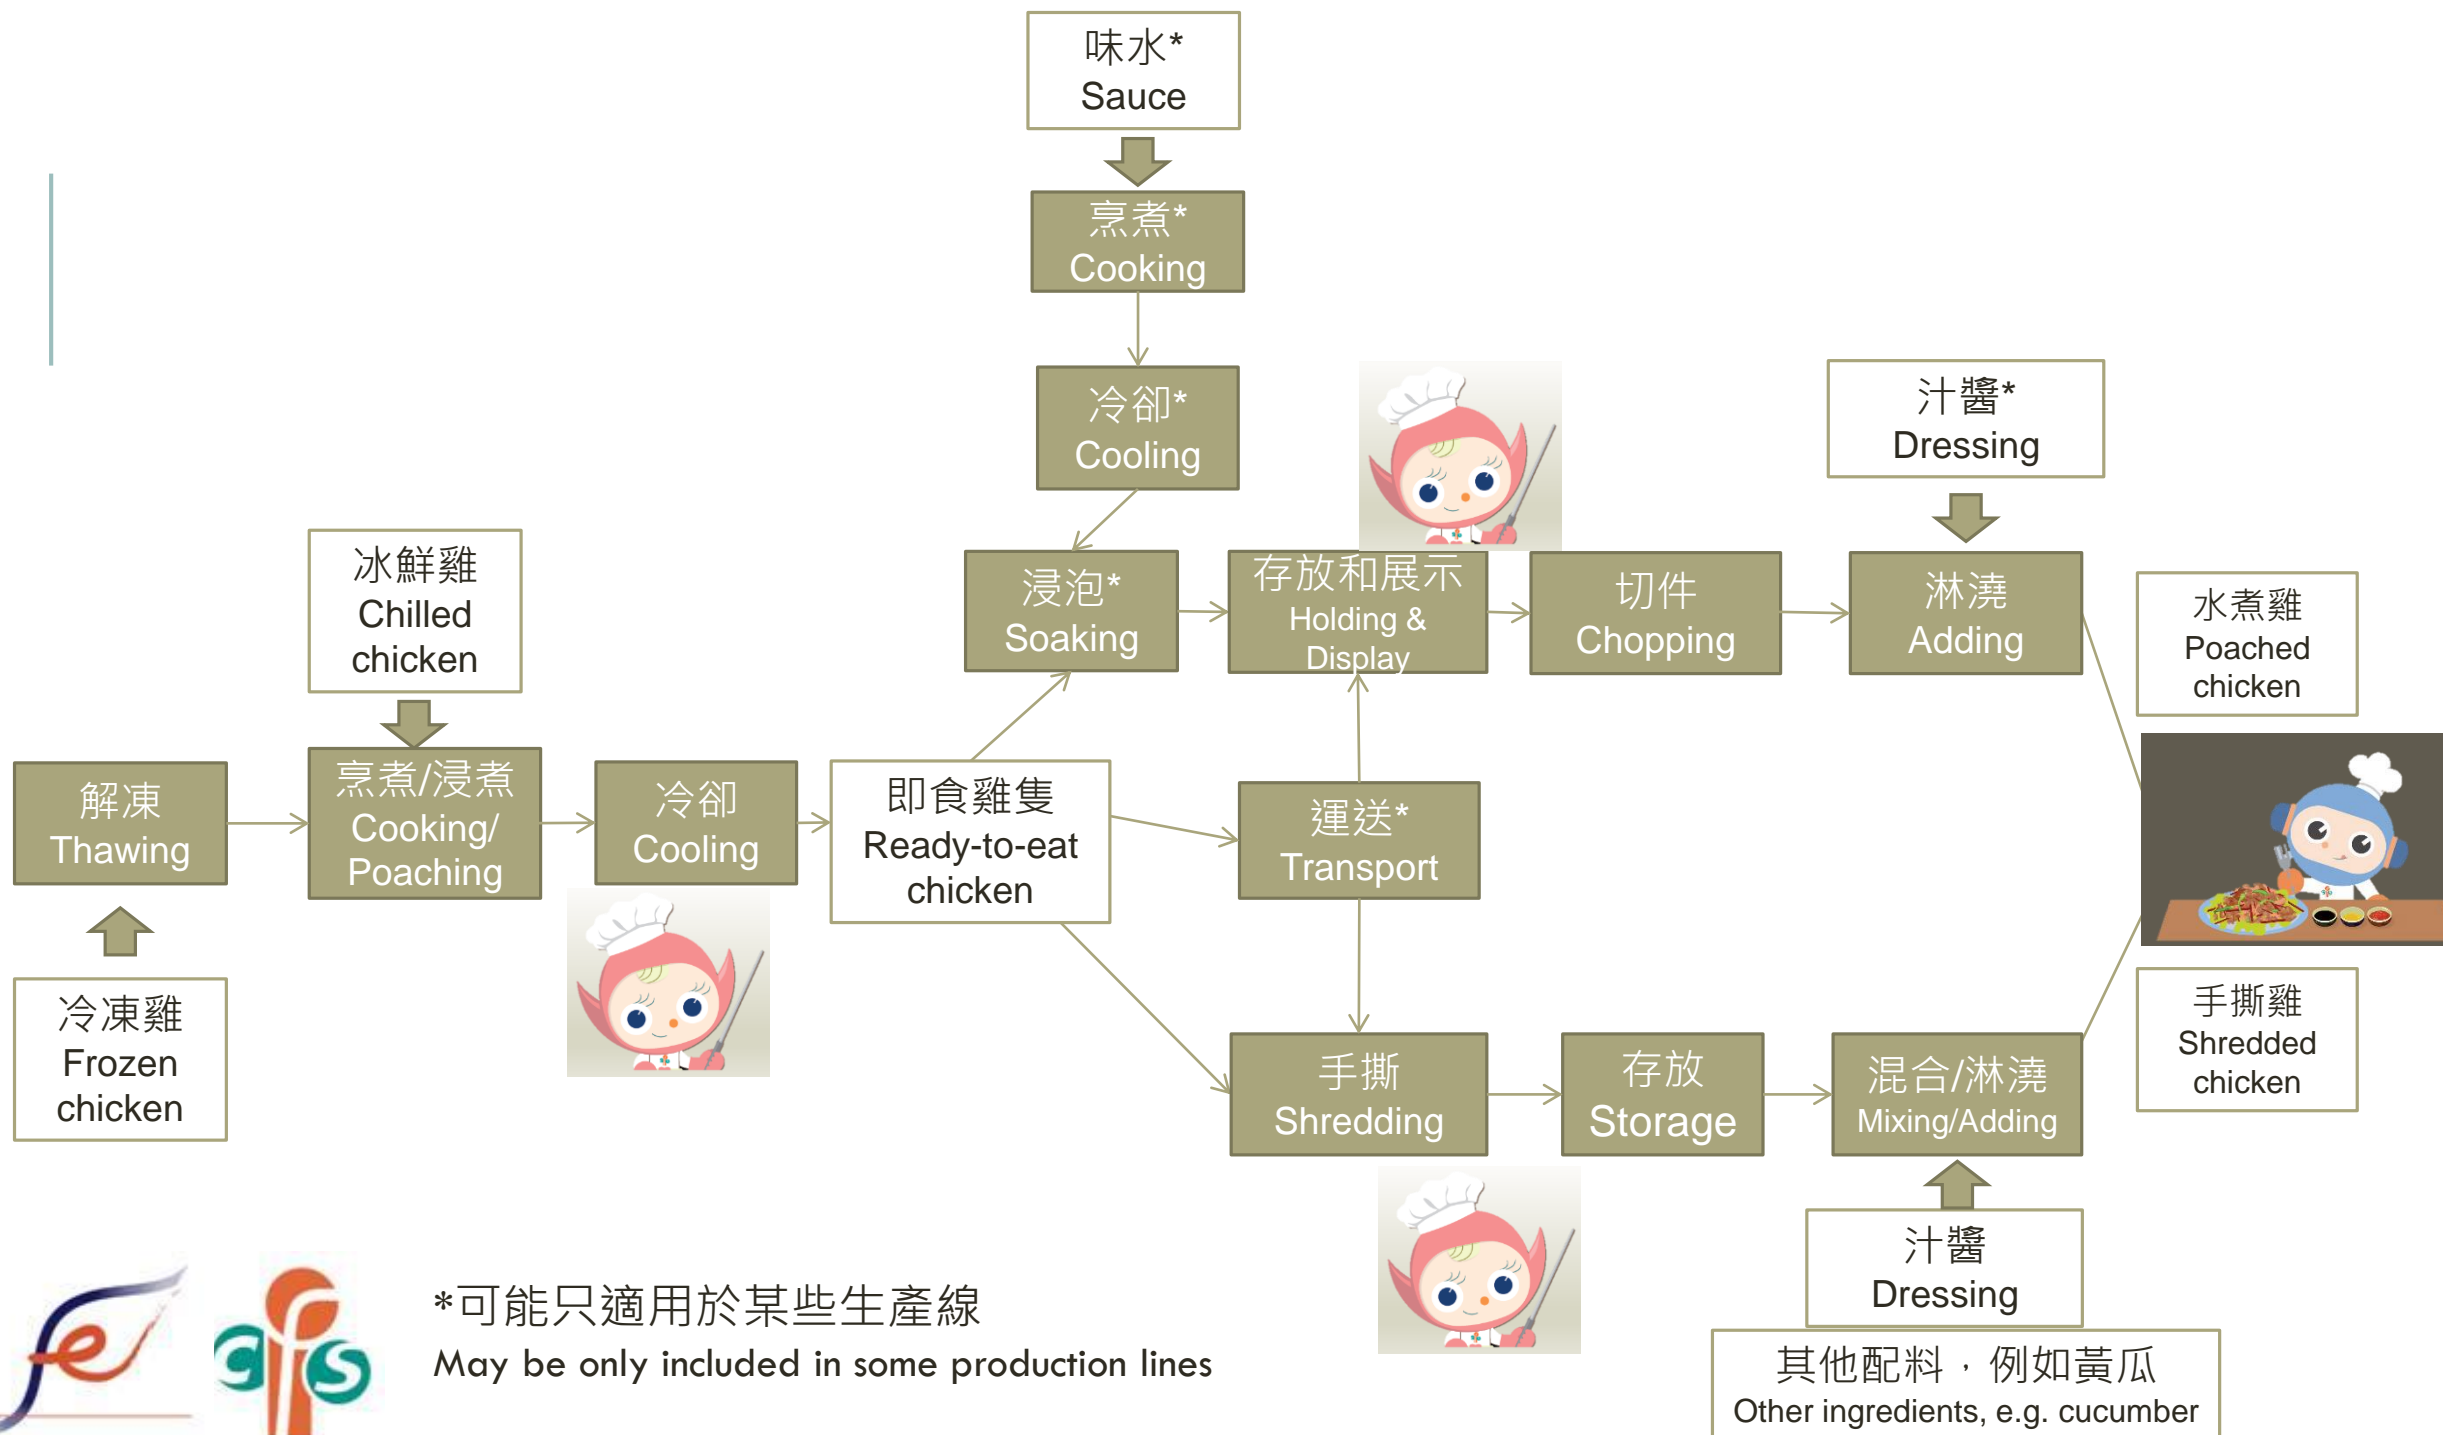 味水*
Sauce
烹煮*
Cooking
冷卻*
Cooling
汁醬*
Dressing
冰鮮雞
Chilled
chicken
浸泡*
Soaking
存放和展示
Holding &
Display
切件
Chopping
淋澆
Adding
水煮雞
Poached
chicken
解凍
Thawing
烹煮/浸煮
Cooking/
Poaching
冷卻
Cooling
即食雞隻
Ready-to-eat
chicken
運送*
Transport
冷凍雞
Frozen
chicken
手撕
Shredding
存放
Storage
混合/淋澆
Mixing/Adding
手撕雞
Shredded
chicken
汁醬
Dressing
其他配料，例如黃瓜
Other ingredients, e.g. cucumber
fe
cfs
*可能只適用於某些生產線
May be only included in some production lines